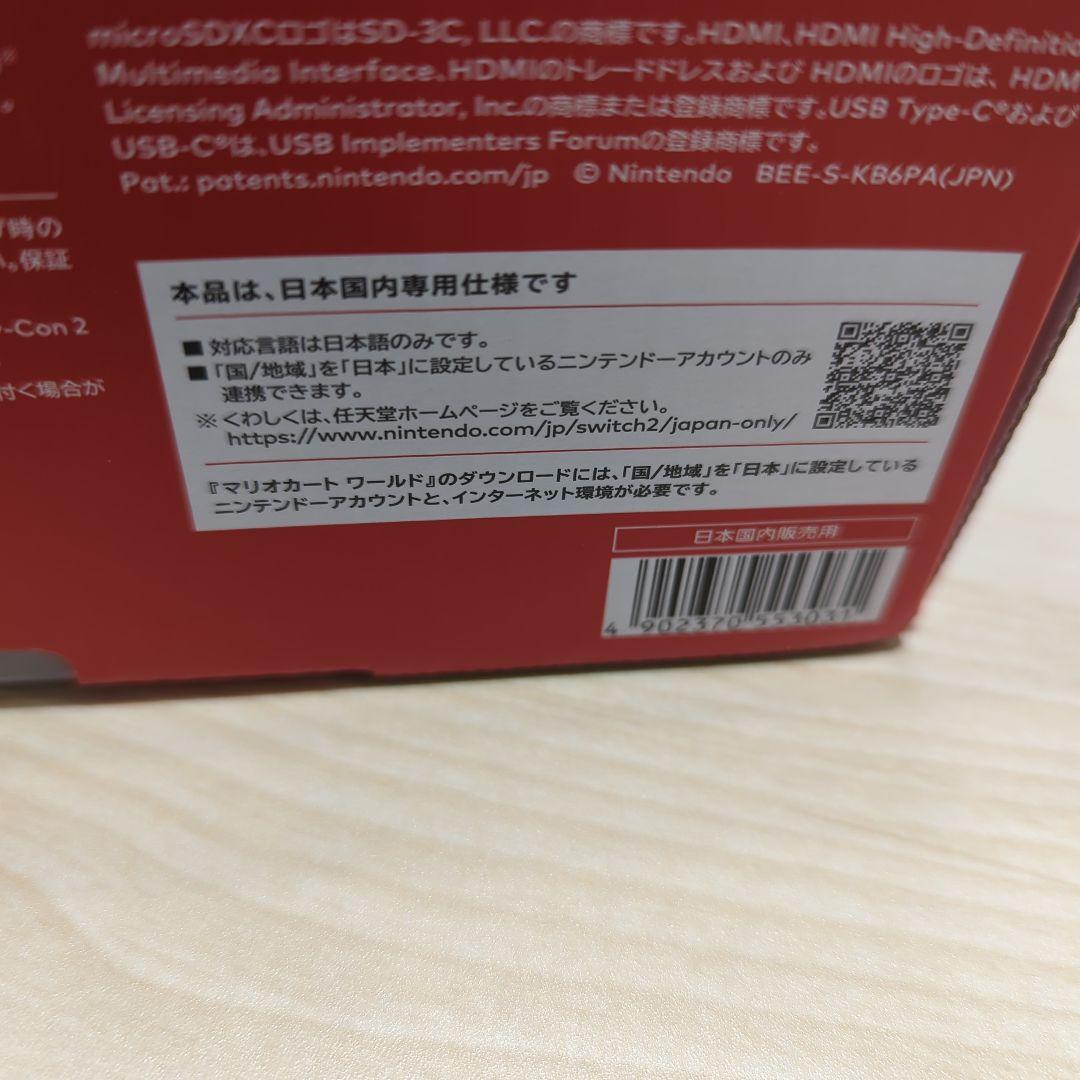 microSDXCロゴはSD-3C, LLC.の商標です。HDMI、HDMI High-Definitio
Multimedia Interface、HDMIのトレードドレスおよび HDMIのロゴは、HDM
Licensing Administrator, Inc.の商標または登録商標です。USB Type-C®および
USB-C®は、USB Implementers Forumの登録商標です。
Pat.: patents.nintendo.com/jp © Nintendo BEE-S-KB6PA(JPN)
時の
。保証
-Con 2
付く場合が
本品は、日本国内専用仕様です
■ 対応言語は日本語のみです。
■ 「国/地域」を「日本」に設定しているニンテンドーアカウントのみ
連携できます。
※ くわしくは、任天堂ホームページをご覧ください。
https://www.nintendo.com/jp/switch2/japan-only/
『マリオカート ワールド』のダウンロードには、「国/地域」を「日本」に設定している
ニンテンドーアカウントと、インターネット環境が必要です。
日本国内販売用
4 902370 553031